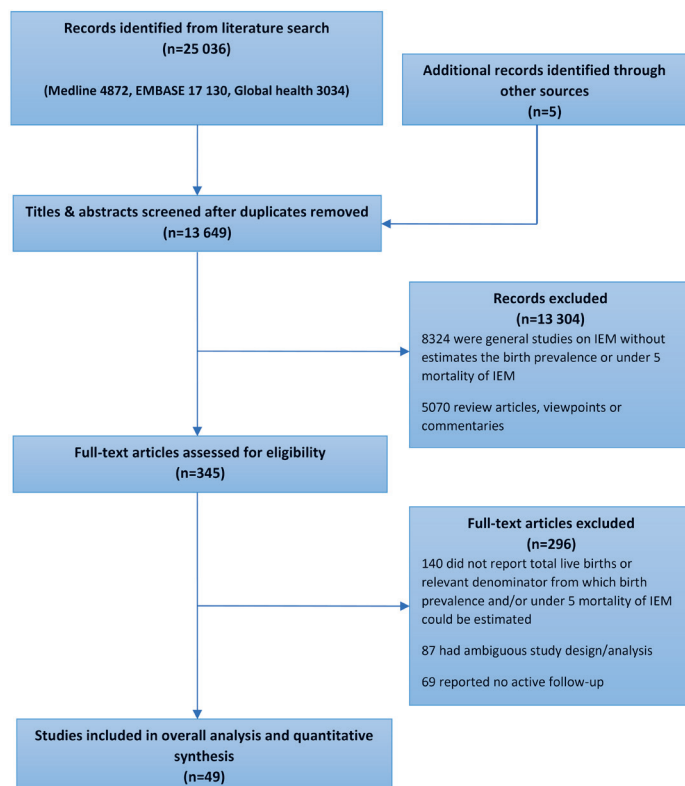 Records identified from literature search
(n=25 036)
(Medline 4872, EMBASE 17 130, Global health 3034)
Additional records identified through
other sources
(n=5)
Titles & abstracts screened after duplicates removed
(n=13 649)
Records excluded
(n=13 304)
8324 were general studies on IEM without
estimates the birth prevalence or under 5
mortality of IEM
5070 review articles, viewpoints or
commentaries
Full-text articles assessed for eligibility
(n=345)
Full-text articles excluded
(n=296)
140 did not report total live births or
relevant denominator from which birth
prevalence and/or under 5 mortality of IEM
could be estimated
87 had ambiguous study design/analysis
69 reported no active follow-up
Studies included in overall analysis and quantitative
synthesis
(n=49)